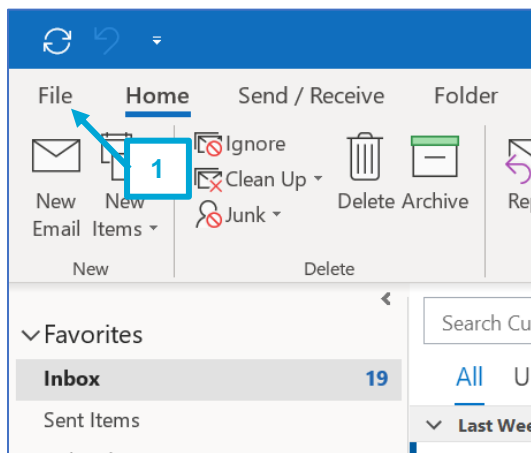 File Home Send / Receive Folder
1
Ignore
Clean Up
Junk
New Email
New Items
Delete
Archive
New
Delete
Favorites
Search
Inbox 19
All
Sent Items
Last